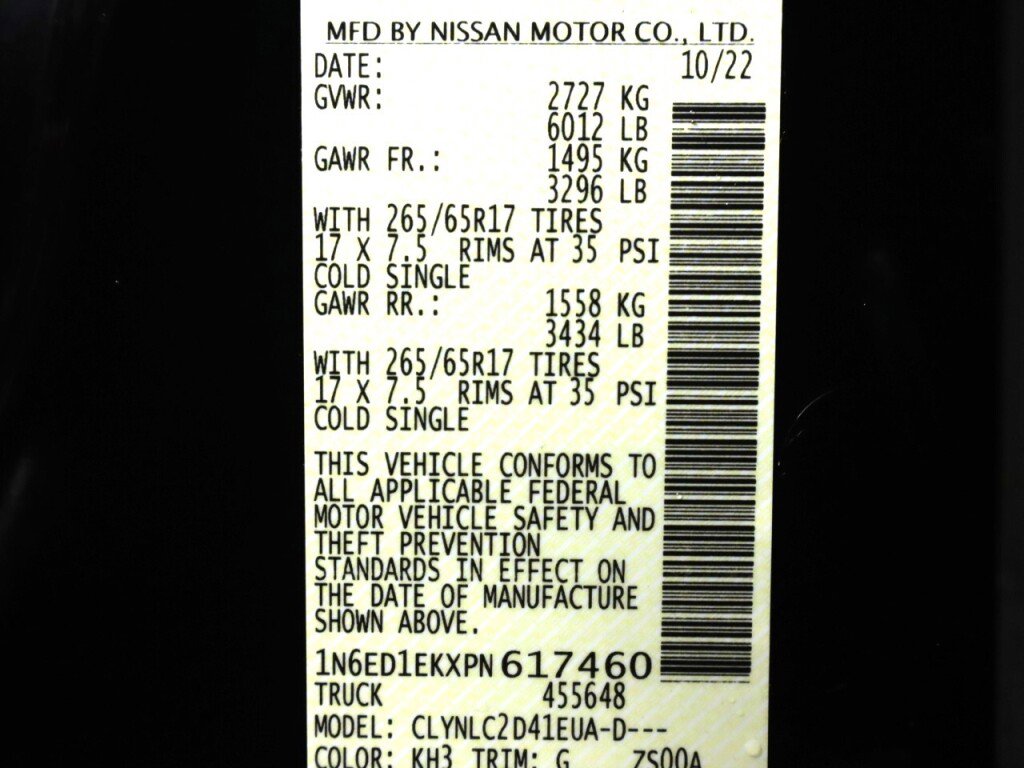 MFD BY NISSAN MOTOR CO., LTD.
DATE: 10/22
GVWR: 2727 KG
6012 LB
GAWR FR.: 1495 KG
3296 LB
WITH 265/65R17 TIRES
17 X 7.5 RIMS AT 35 PSI
COLD SINGLE
GAWR RR.: 1558 KG
3434 LB
WITH 265/65R17 TIRES
17 X 7.5 RIMS AT 35 PSI
COLD SINGLE
THIS VEHICLE CONFORMS TO
ALL APPLICABLE FEDERAL
MOTOR VEHICLE SAFETY AND
THEFT PREVENTION
STANDARDS IN EFFECT ON
THE DATE OF MANUFACTURE
SHOWN ABOVE.
1N6ED1EKXPN617460
TRUCK 455648
MODEL: CLYNLC2D41EUA-D---
COLOR: KH3 TRIM: G ZS00A